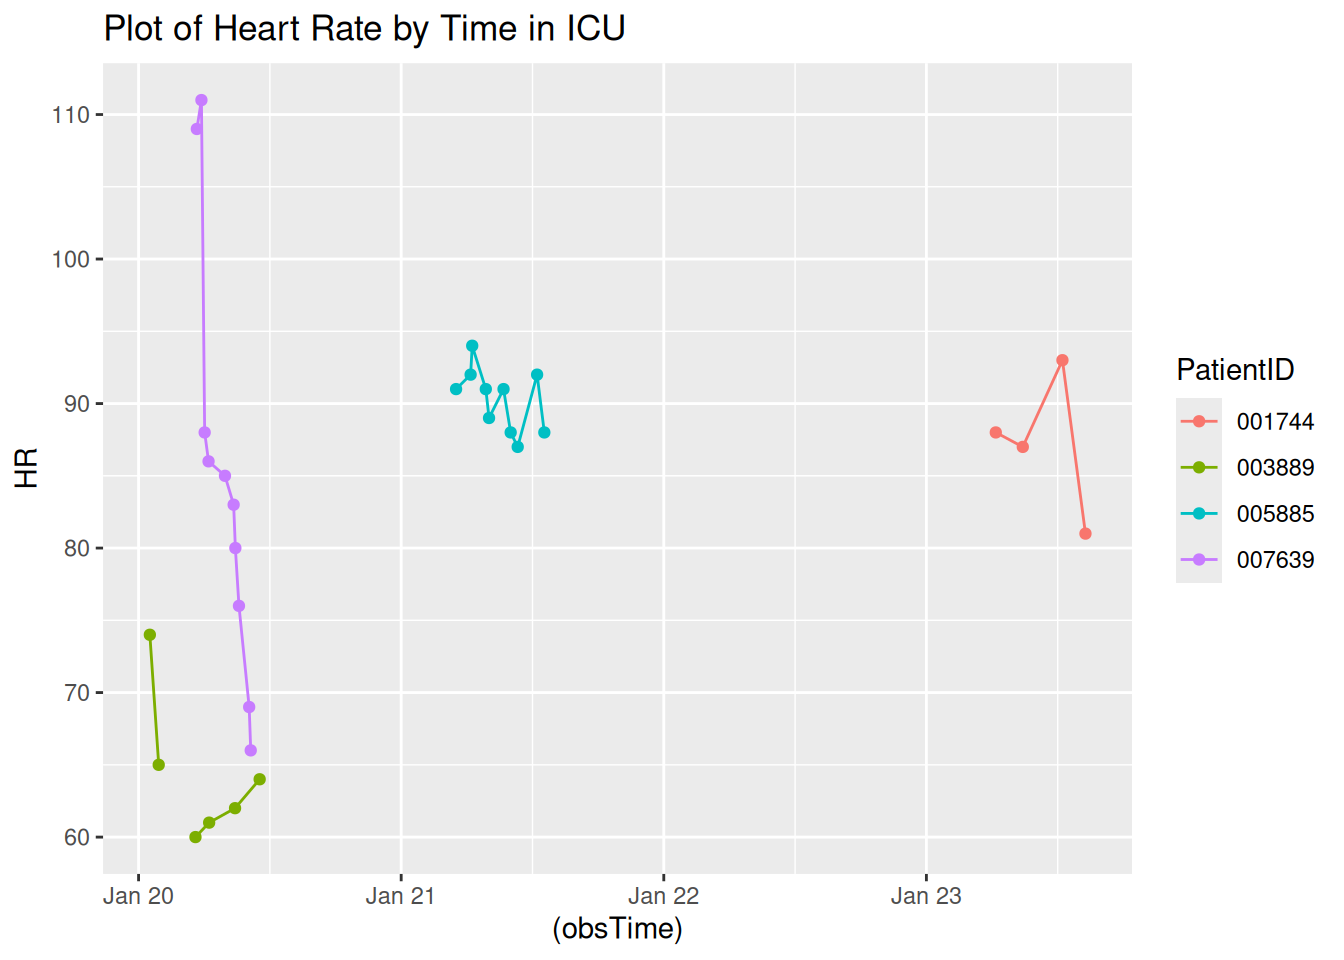 Plot of Heart Rate by Time in ICU
110
100
90
80
70
60
HR
Jan 20 Jan 21 Jan 22 Jan 23
(obsTime)
PatientID
001744
003889
005885
007639